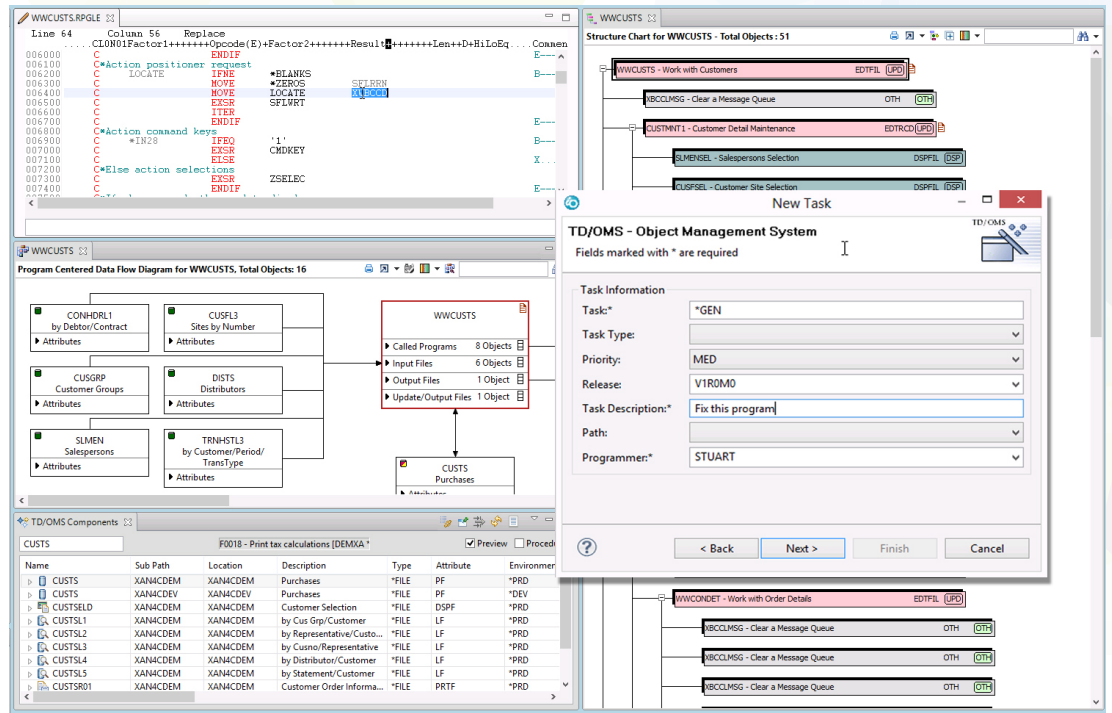 WWCUSTS.RPGLE
Line 64 Column 56 Replace
.....CL0N01Factor1+++++++Opcode(E)+Factor2+++++++Result++++++++Len++D+HiLoEq....Commen
006000 C ENDIF E---
006100 C*Action positioner request
006200 C LOCATE IFNE *BLANKS B---
006300 C MOVE *ZEROS SFLRRN
006400 C MOVE LOCATE
006500 C EXSR SFLWRT
006600 C ITER
006700 C ENDIF E---
006800 C*Action command keys
006900 C *IN28 IFEQ '1' B---
007000 C EXSR CMDKEY
007100 C ELSE X...
007200 C*Else action selections
007300 C EXSR ZSELEC
007400 C ENDIF E---
WWCUSTS
Program Centered Data Flow Diagram for WWCUSTS, Total Objects: 16
CONHDRL1
by Debtor/Contract
Attributes
CUSFL3
Sites by Number
Attributes
CUSGRP
Customer Groups
Attributes
DISTS
Distributors
Attributes
SLMEN
Salespersons
Attributes
TRNHSTL3
by Customer/Period/
TransType
Attributes
WWCUSTS
Called Programs 8 Objects
Input Files 6 Objects
Output Files 1 Object
Update/Output Files 1 Object
CUSTS
Purchases
Attributes
TD/OMS Components
CUSTS F0018 - Print tax calculations [DEMXA * Preview Procedu
Name Sub Path Location Description Type Attribute Environmen
CUSTS XAN4CDEM XAN4CDEM Purchases *FILE PF *PRD
CUSTS XAN4CDEV XAN4CDEV Purchases *FILE PF *DEV
CUSTSELD XAN4CDEM XAN4CDEM Customer Selection *FILE DSPF *PRD
CUSTSL1 XAN4CDEM XAN4CDEM by Cus Grp/Customer *FILE LF *PRD
CUSTSL2 XAN4CDEM XAN4CDEM by Representative/Custo... *FILE LF *PRD
CUSTSL3 XAN4CDEM XAN4CDEM by Cusno/Representative *FILE LF *PRD
CUSTSL4 XAN4CDEM XAN4CDEM by Distributor/Customer *FILE LF *PRD
CUSTSL5 XAN4CDEM XAN4CDEM by Statement/Customer *FILE LF *PRD
CUSTSR01 XAN4CDEM XAN4CDEM Customer Order Informa... *FILE PRTF *PRD
WWCUSTS
Structure Chart for WWCUSTS - Total Objects : 51
WWCUSTS - Work with Customers EDTFIL UPD
XBCCLMSG - Clear a Message Queue OTH OTH
CUSTMNT1 - Customer Detail Maintenance EDTRCD UPD
SLMENSEL - Salespersons Selection DSPFIL DSP
CUSFSEL - Customer Site Selection DSPFIL DSP
New Task
TD/OMS - Object Management System
Fields marked with * are required
TD/OMS
Task Information
Task:* *GEN
Task Type:
Priority: MED
Release: V1R0M0
Task Description:* Fix this program
Path:
Programmer:* STUART
< Back Next > Finish Cancel
WWCONDET - Work with Order Details EDTFIL UPD
XBCCLMSG - Clear a Message Queue OTH OTH
XBCCLMSG - Clear a Message Queue OTH OTH
XBCCLMSG - Clear a Message Queue OTH OTH